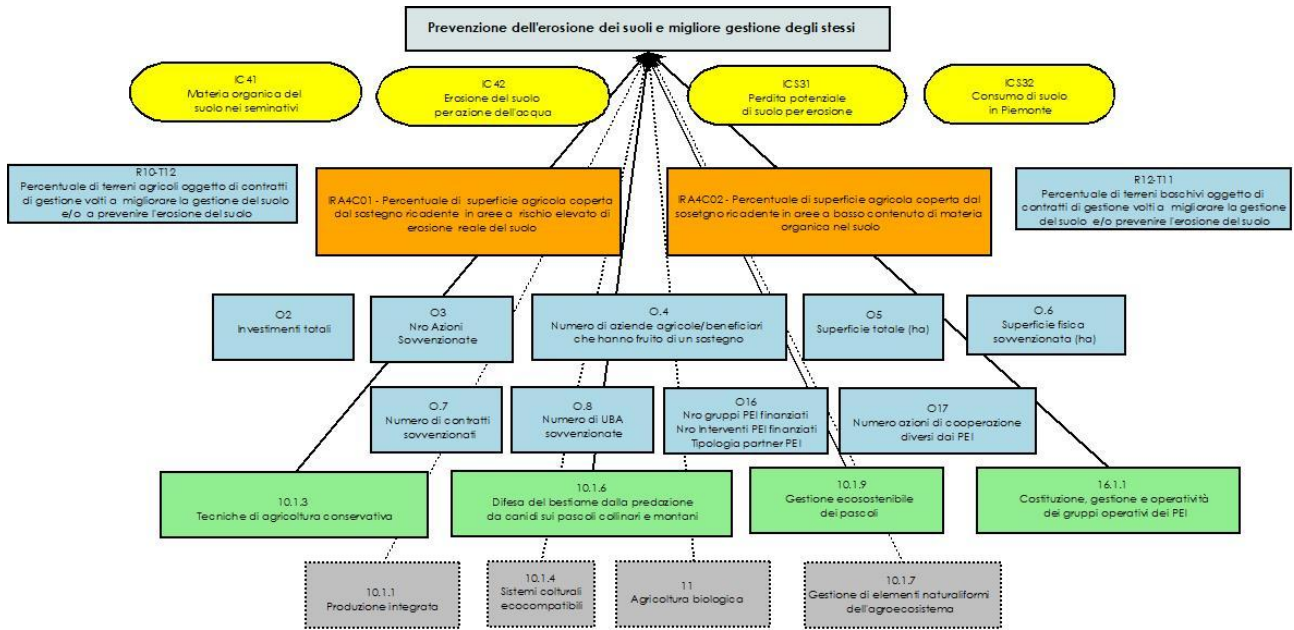 Prevenzione dell'erosione dei suoli e migliore gestione degli stessi
IC41
Materia organica del
suolo nei seminativi
IC42
Erosione del suolo
per azione dell'acqua
ICS31
Perdita potenziale
di suolo per erosione
ICS32
Consumo di suolo
in Piemonte
R10-T12
Percentuale di terreni agricoli oggetto di contratti
di gestione volti a migliorare la gestione del suolo
e/o a prevenire l'erosione del suolo
IRA4C01 - Percentuale di superficie agricola coperta
dal sostegno ricadente in aree a rischio elevato di
erosione reale del suolo
IRA4C02 - Percentuale di superficie agricola coperta dal
sosetgno ricadente in aree a basso contenuto di materia
organica nel suolo
R12-T11
Percentuale di terreni boschivi oggetto di
contratti di gestione volti a migliorare la gestione
del suolo e/o prevenire l'erosione del suolo
O2
Investimenti totali
O3
Nro Azioni
Sovvenzionate
O.4
Numero di aziende agricole/beneficiari
che hanno fruito di un sostegno
O5
Superficie totale (ha)
O.6
Superficie fisica
sovvenzionata (ha)
O.7
Numero di contratti
sovvenzionati
O.8
Numero di UBA
sovvenzionate
O16
Nro gruppi PEI finanziati
Nro Interventi PEI finanziati
Tipologia partner PEI
O17
Numero azioni di cooperazione
diversi dai PEI
10.1.3
Tecniche di agricoltura conservativa
10.1.6
Difesa del bestiame dalla predazione
da canidi sui pascoli collinari e montani
10.1.9
Gestione ecosostenibile
dei pascoli
16.1.1
Costituzione, gestione e operatività
dei gruppi operativi dei PEI
10.1.1
Produzione integrata
10.1.4
Sistemi colturali
ecocompatibili
11
Agricoltura biologica
10.1.7
Gestione di elementi naturaliformi
dell'agroecosistema